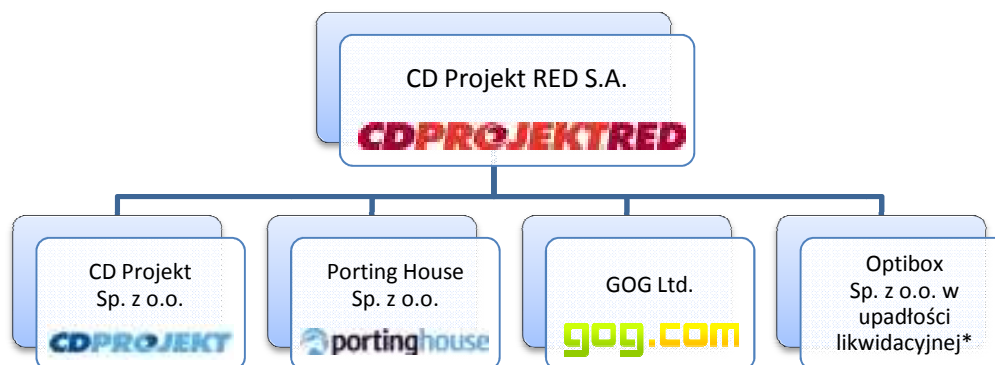 CD Projekt RED S.A.
CDPROJEKTRED
CD Projekt
Sp. z o.o.
CDPROJEKT
Porting House
Sp. z o.o.
portinghouse
GOG Ltd.
gog.com
Optibox
Sp. z o.o. w
upadłości
likwidacyjnej*